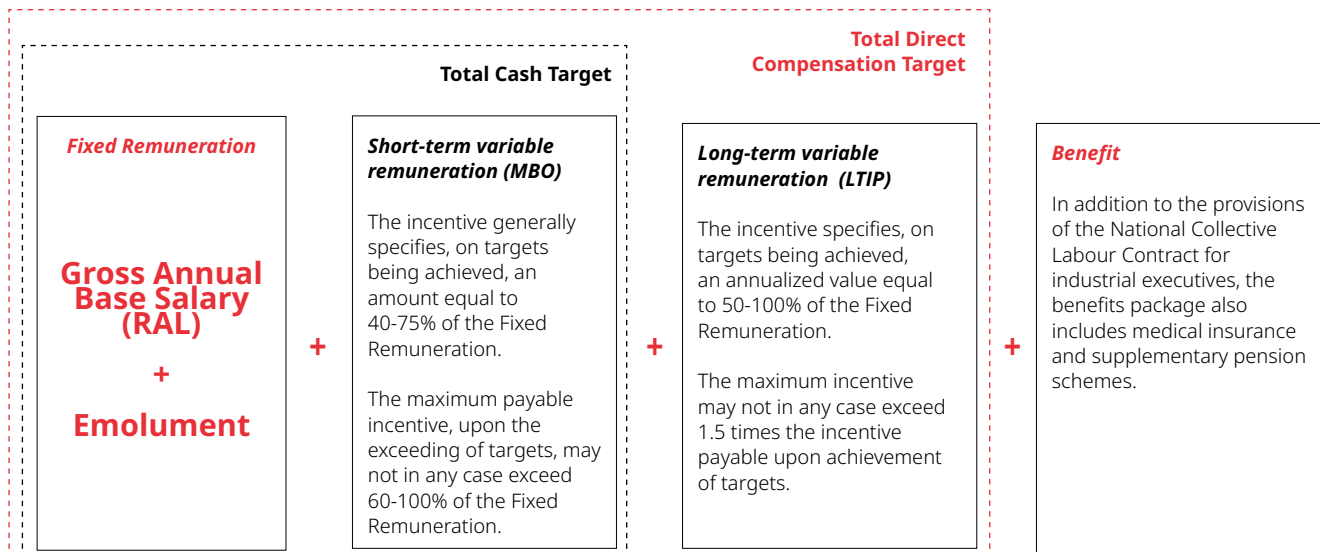 Total Direct
Compensation Target
Total Cash Target
Fixed Remuneration
Gross Annual
Base Salary
(RAL)
+
Emolument
+
Short-term variable
remuneration (MBO)
The incentive generally
specifies, on targets
being achieved, an
amount equal to
40-75% of the Fixed
Remuneration.
The maximum payable
incentive, upon the
exceeding of targets, may
not in any case exceed
60-100% of the Fixed
Remuneration.
+
Long-term variable
remuneration (LTIP)
The incentive specifies, on
targets being achieved,
an annualized value equal
to 50-100% of the Fixed
Remuneration.
The maximum incentive
may not in any case exceed
1.5 times the incentive
payable upon achievement
of targets.
+
Benefit
In addition to the provisions
of the National Collective
Labour Contract for
industrial executives, the
benefits package also
includes medical insurance
and supplementary pension
schemes.